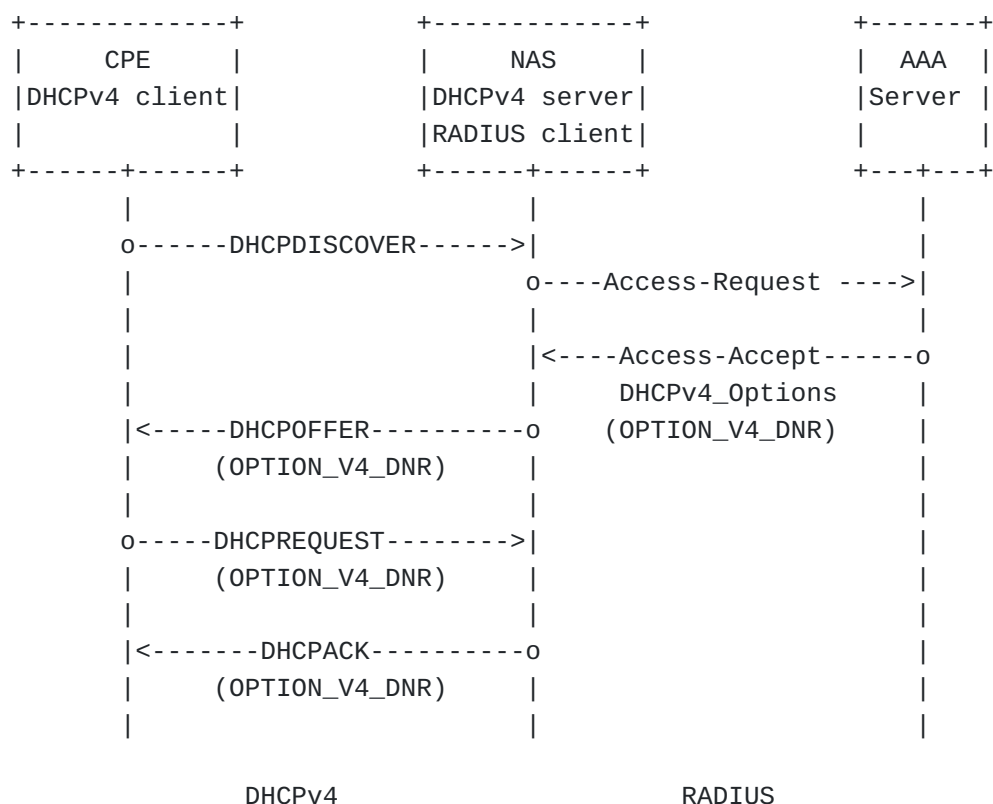 CPE NAS AAA
DHCPv4 client DHCPv4 server Server
RADIUS client
DHCPDISCOVER
Access-Request
Access-Accept
DHCPv4_Options
DHCPOFFER (OPTION_V4_DNR)
(OPTION_V4_DNR)
DHCPREQUEST
(OPTION_V4_DNR)
DHCPACK
(OPTION_V4_DNR)
DHCPv4 RADIUS